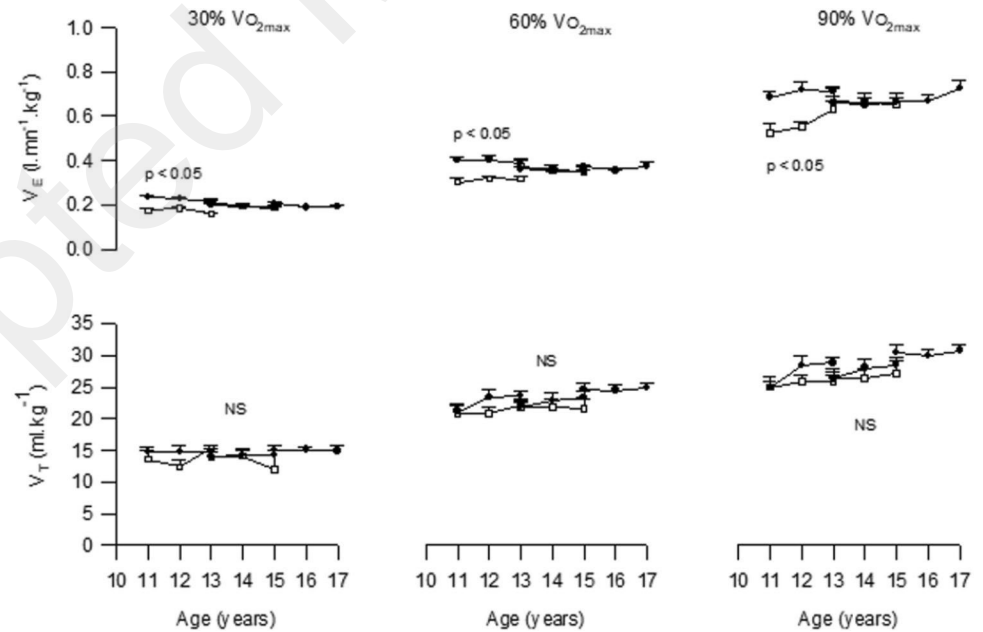 30% VO2max 60% VO2max 90% VO2max
1.0
0.8
0.6
0.4
0.2
0.0
VE (l.mn-1.kg-1)
p < 0.05
p < 0.05
p < 0.05
35
30
25
20
15
10
5
0
VT (ml.kg-1)
NS
NS
NS
10 11 12 13 14 15 16 17
10 11 12 13 14 15 16 17
10 11 12 13 14 15 16 17
Age (years) Age (years) Age (years)
pted